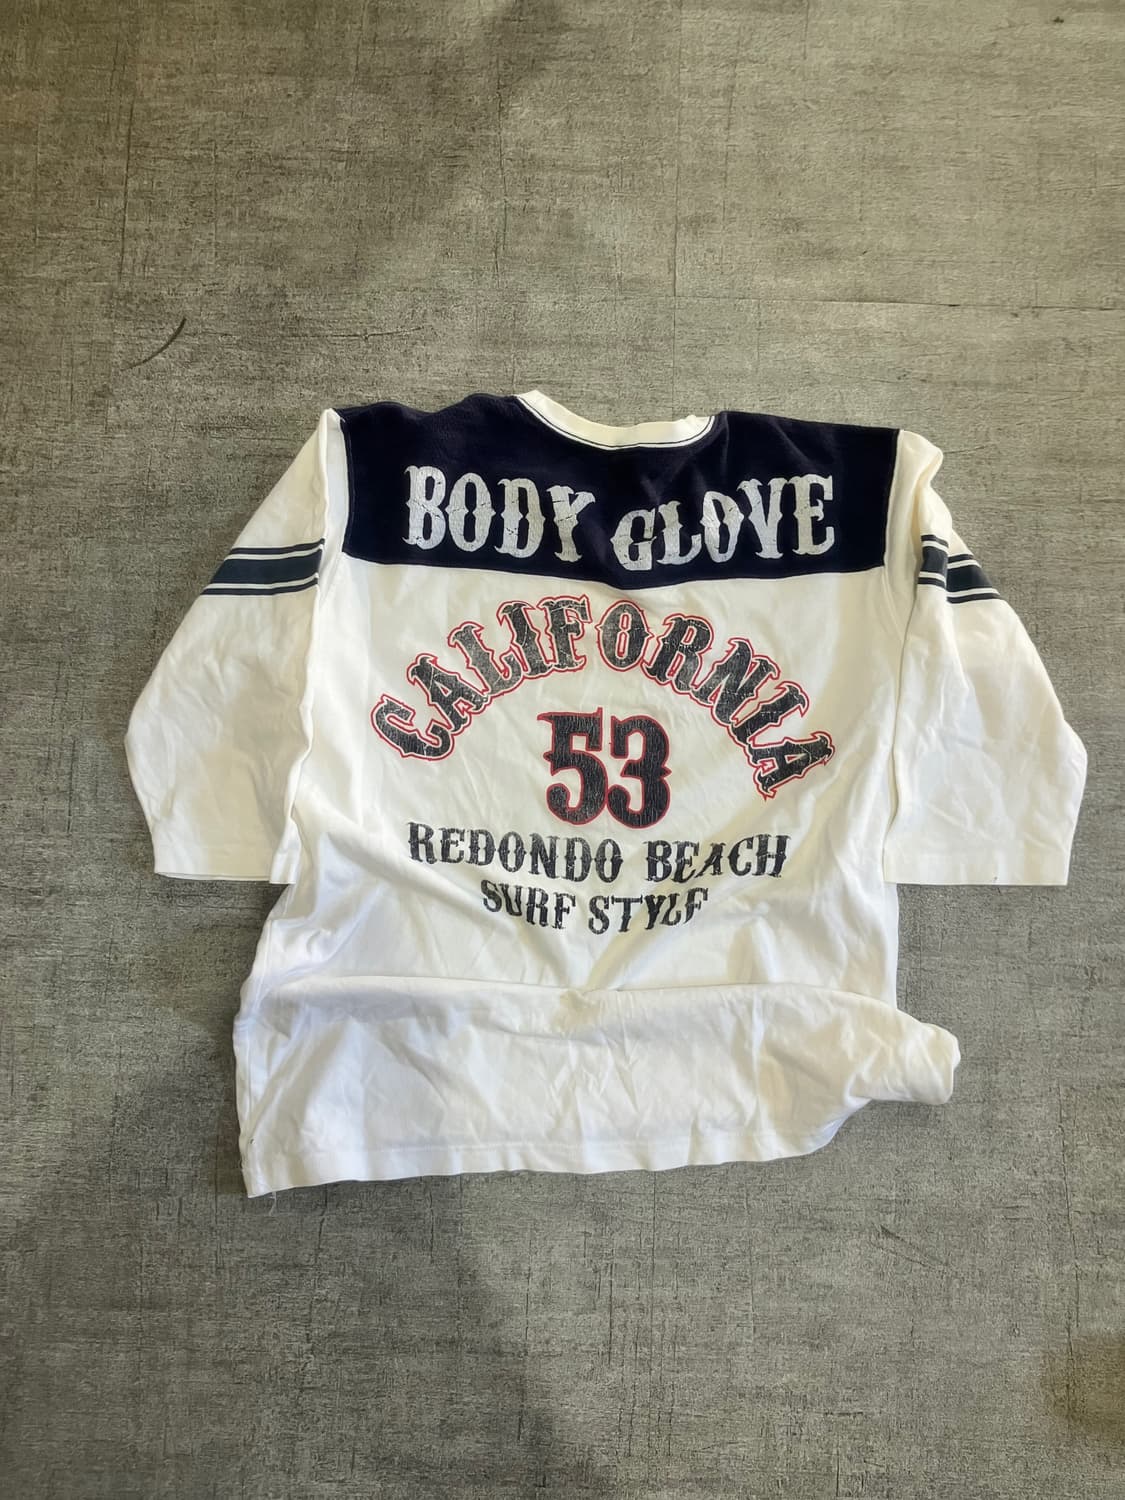 BODY GLOVE
CALIFORNIA
53
REDONDO BEACH
SURF STYLE